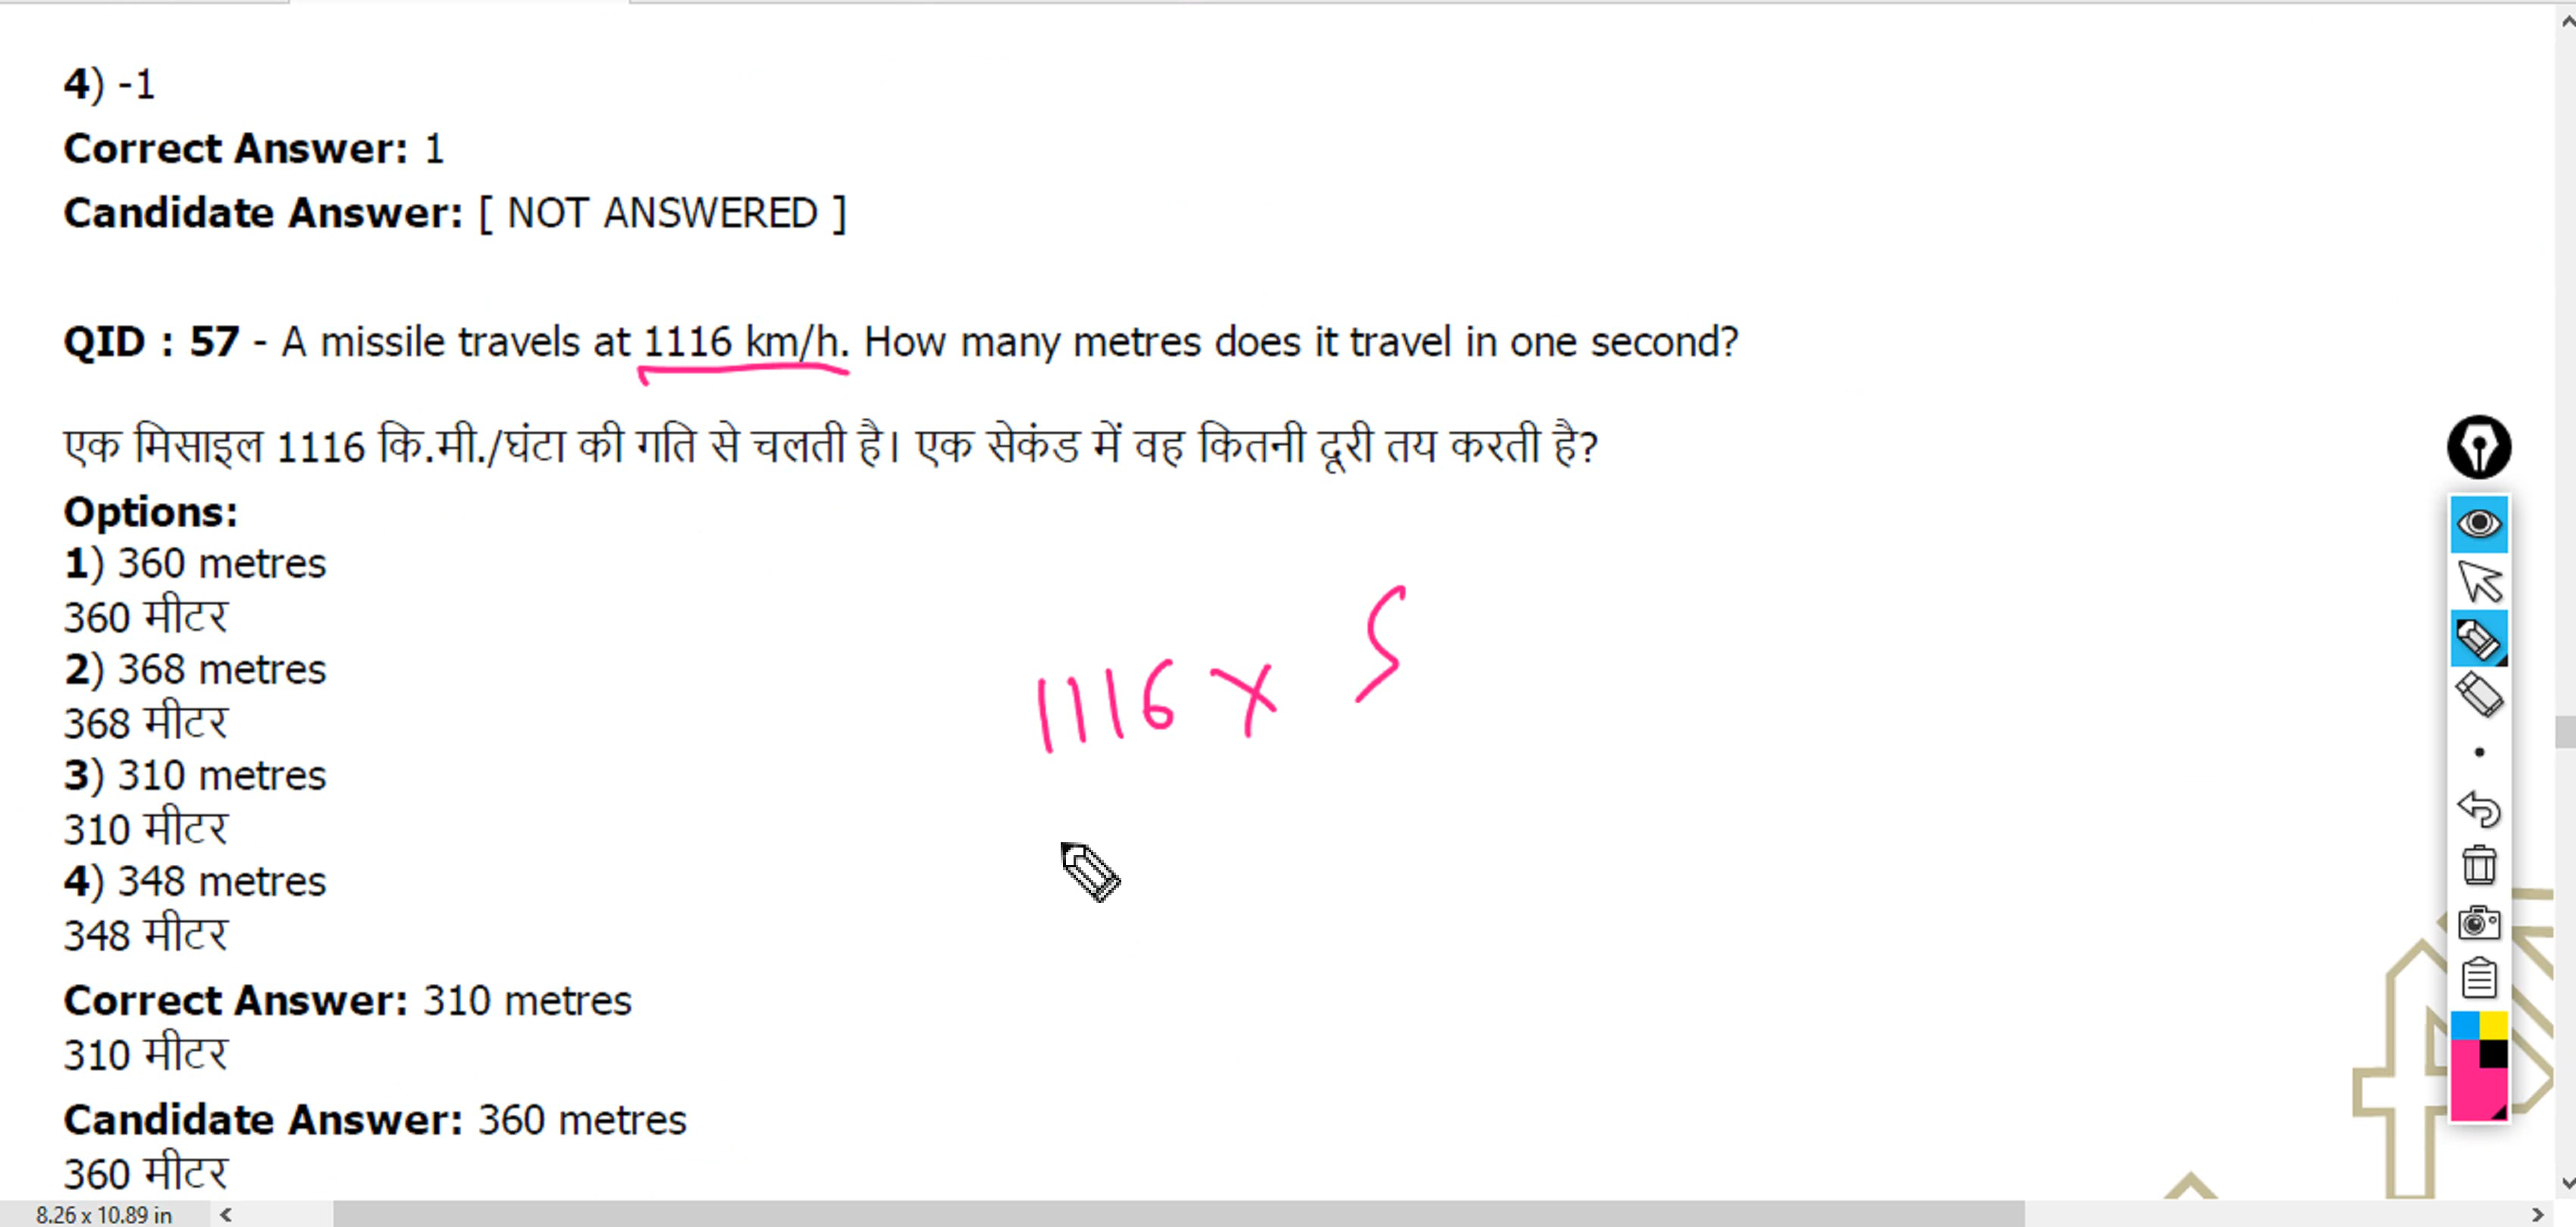 4) -1
Correct Answer: 1
Candidate Answer: [ NOT ANSWERED ]
QID : 57 - A missile travels at 1116 km/h. How many metres does it travel in one second?
एक मिसाइल 1116 कि.मी./घंटा की गति से चलती है। एक सेकंड में वह कितनी दूरी तय करती है?
Options:
1) 360 metres
360 मीटर
2) 368 metres
368 मीटर
3) 310 metres
310 मीटर
4) 348 metres
348 मीटर
1116 x 5
Correct Answer: 310 metres
310 मीटर
Candidate Answer: 360 metres
360 मीटर
8.26 x 10.89 in